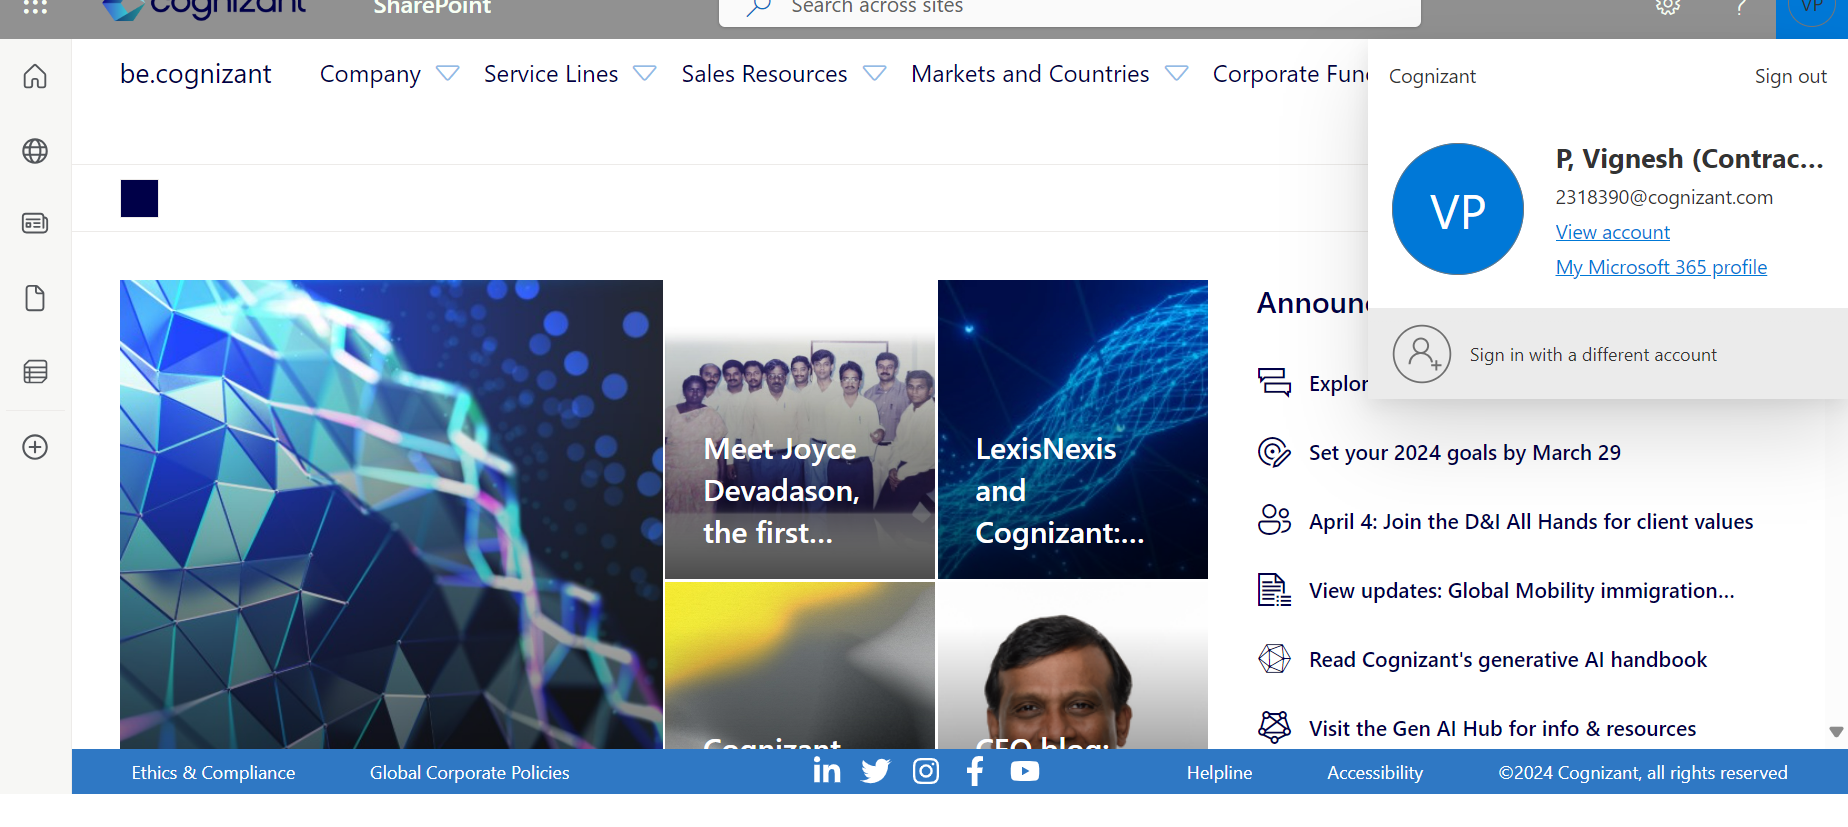 cognizant
SharePoint
Search across sites
?
VP
be.cognizant
Company
Service Lines
Sales Resources
Markets and Countries
Corporate Fun
Cognizant
Sign out
VP
P, Vignesh (Contrac...
2318390@cognizant.com
View account
My Microsoft 365 profile
Sign in with a different account
Meet Joyce
Devadason,
the first...
LexisNexis
and
Cognizant:...
Cognizant
CEO blog:
Announ
Explor
Set your 2024 goals by March 29
April 4: Join the D&I All Hands for client values
View updates: Global Mobility immigration...
Read Cognizant's generative AI handbook
Visit the Gen AI Hub for info & resources
Ethics & Compliance
Global Corporate Policies
Helpline
Accessibility
©2024 Cognizant, all rights reserved